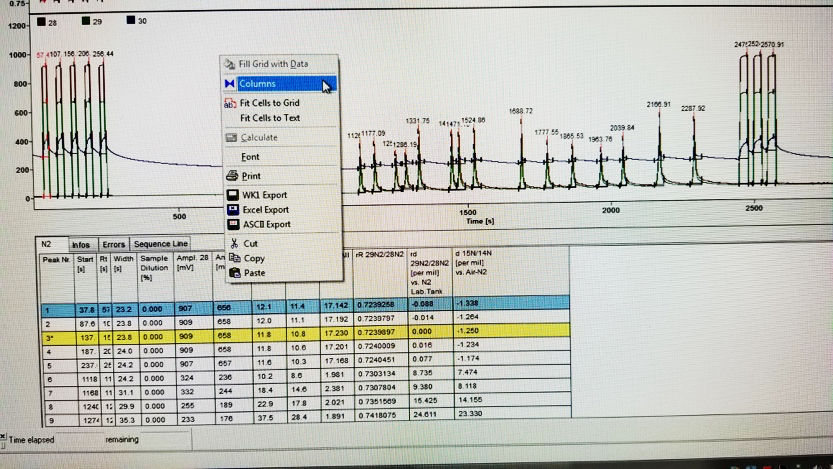 0.75
1200
28 29 30
1000
800
600
400
200
0
57.4 107. 156. 206. 256.44
1177.09
1331.75
1524.86
1688.72
1777.55
1865.53
1963.76
2039.84
2166.91
2287.92
2570.91
500 1500 2000 2500
Time [s]
Fill Grid with Data
Columns
Fit Cells to Grid
Fit Cells to Text
Calculate
Font
Print
WK1 Export
Excel Export
ASCII Export
Cut
Copy
Paste
N2 Infos Errors Sequence Line
Peak Nr. Start [s] Rt [s] Width [s] Sample Dilution [%] Ampl. 28 [mV] rR 29N2/28N2 rd 29N2/28N2 [per mil] vs. N2 Lab.Tank d 15N/14N [per mil] vs. Air-N2
1 37.8 57 23.2 0.000 907 656 12.1 11.4 17.142 0.7239258 -0.088 -1.338
2 87.6 10 23.8 0.000 909 658 12.0 11.1 17.192 0.7239797 -0.014 -1.264
3* 137. 15 23.8 0.000 909 658 11.8 10.8 17.230 0.7239897 0.000 -1.250
4 187. 20 24.0 0.000 909 658 11.8 10.6 17.201 0.7240009 0.016 -1.234
5 237. 25 24.2 0.000 907 657 11.6 10.3 17.168 0.7240451 0.077 -1.174
6 1118 11 24.2 0.000 324 236 10.2 8.6 1.981 0.7303134 8.735 7.474
7 1168 11 31.1 0.000 332 244 18.4 14.6 2.381 0.7307804 9.380 8.118
8 1240 12 29.9 0.000 255 189 22.9 17.8 2.021 0.7351569 15.425 14.155
9 1274 12 35.3 0.000 233 176 37.5 28.4 1.891 0.7418075 24.611 23.330
Time elapsed remaining